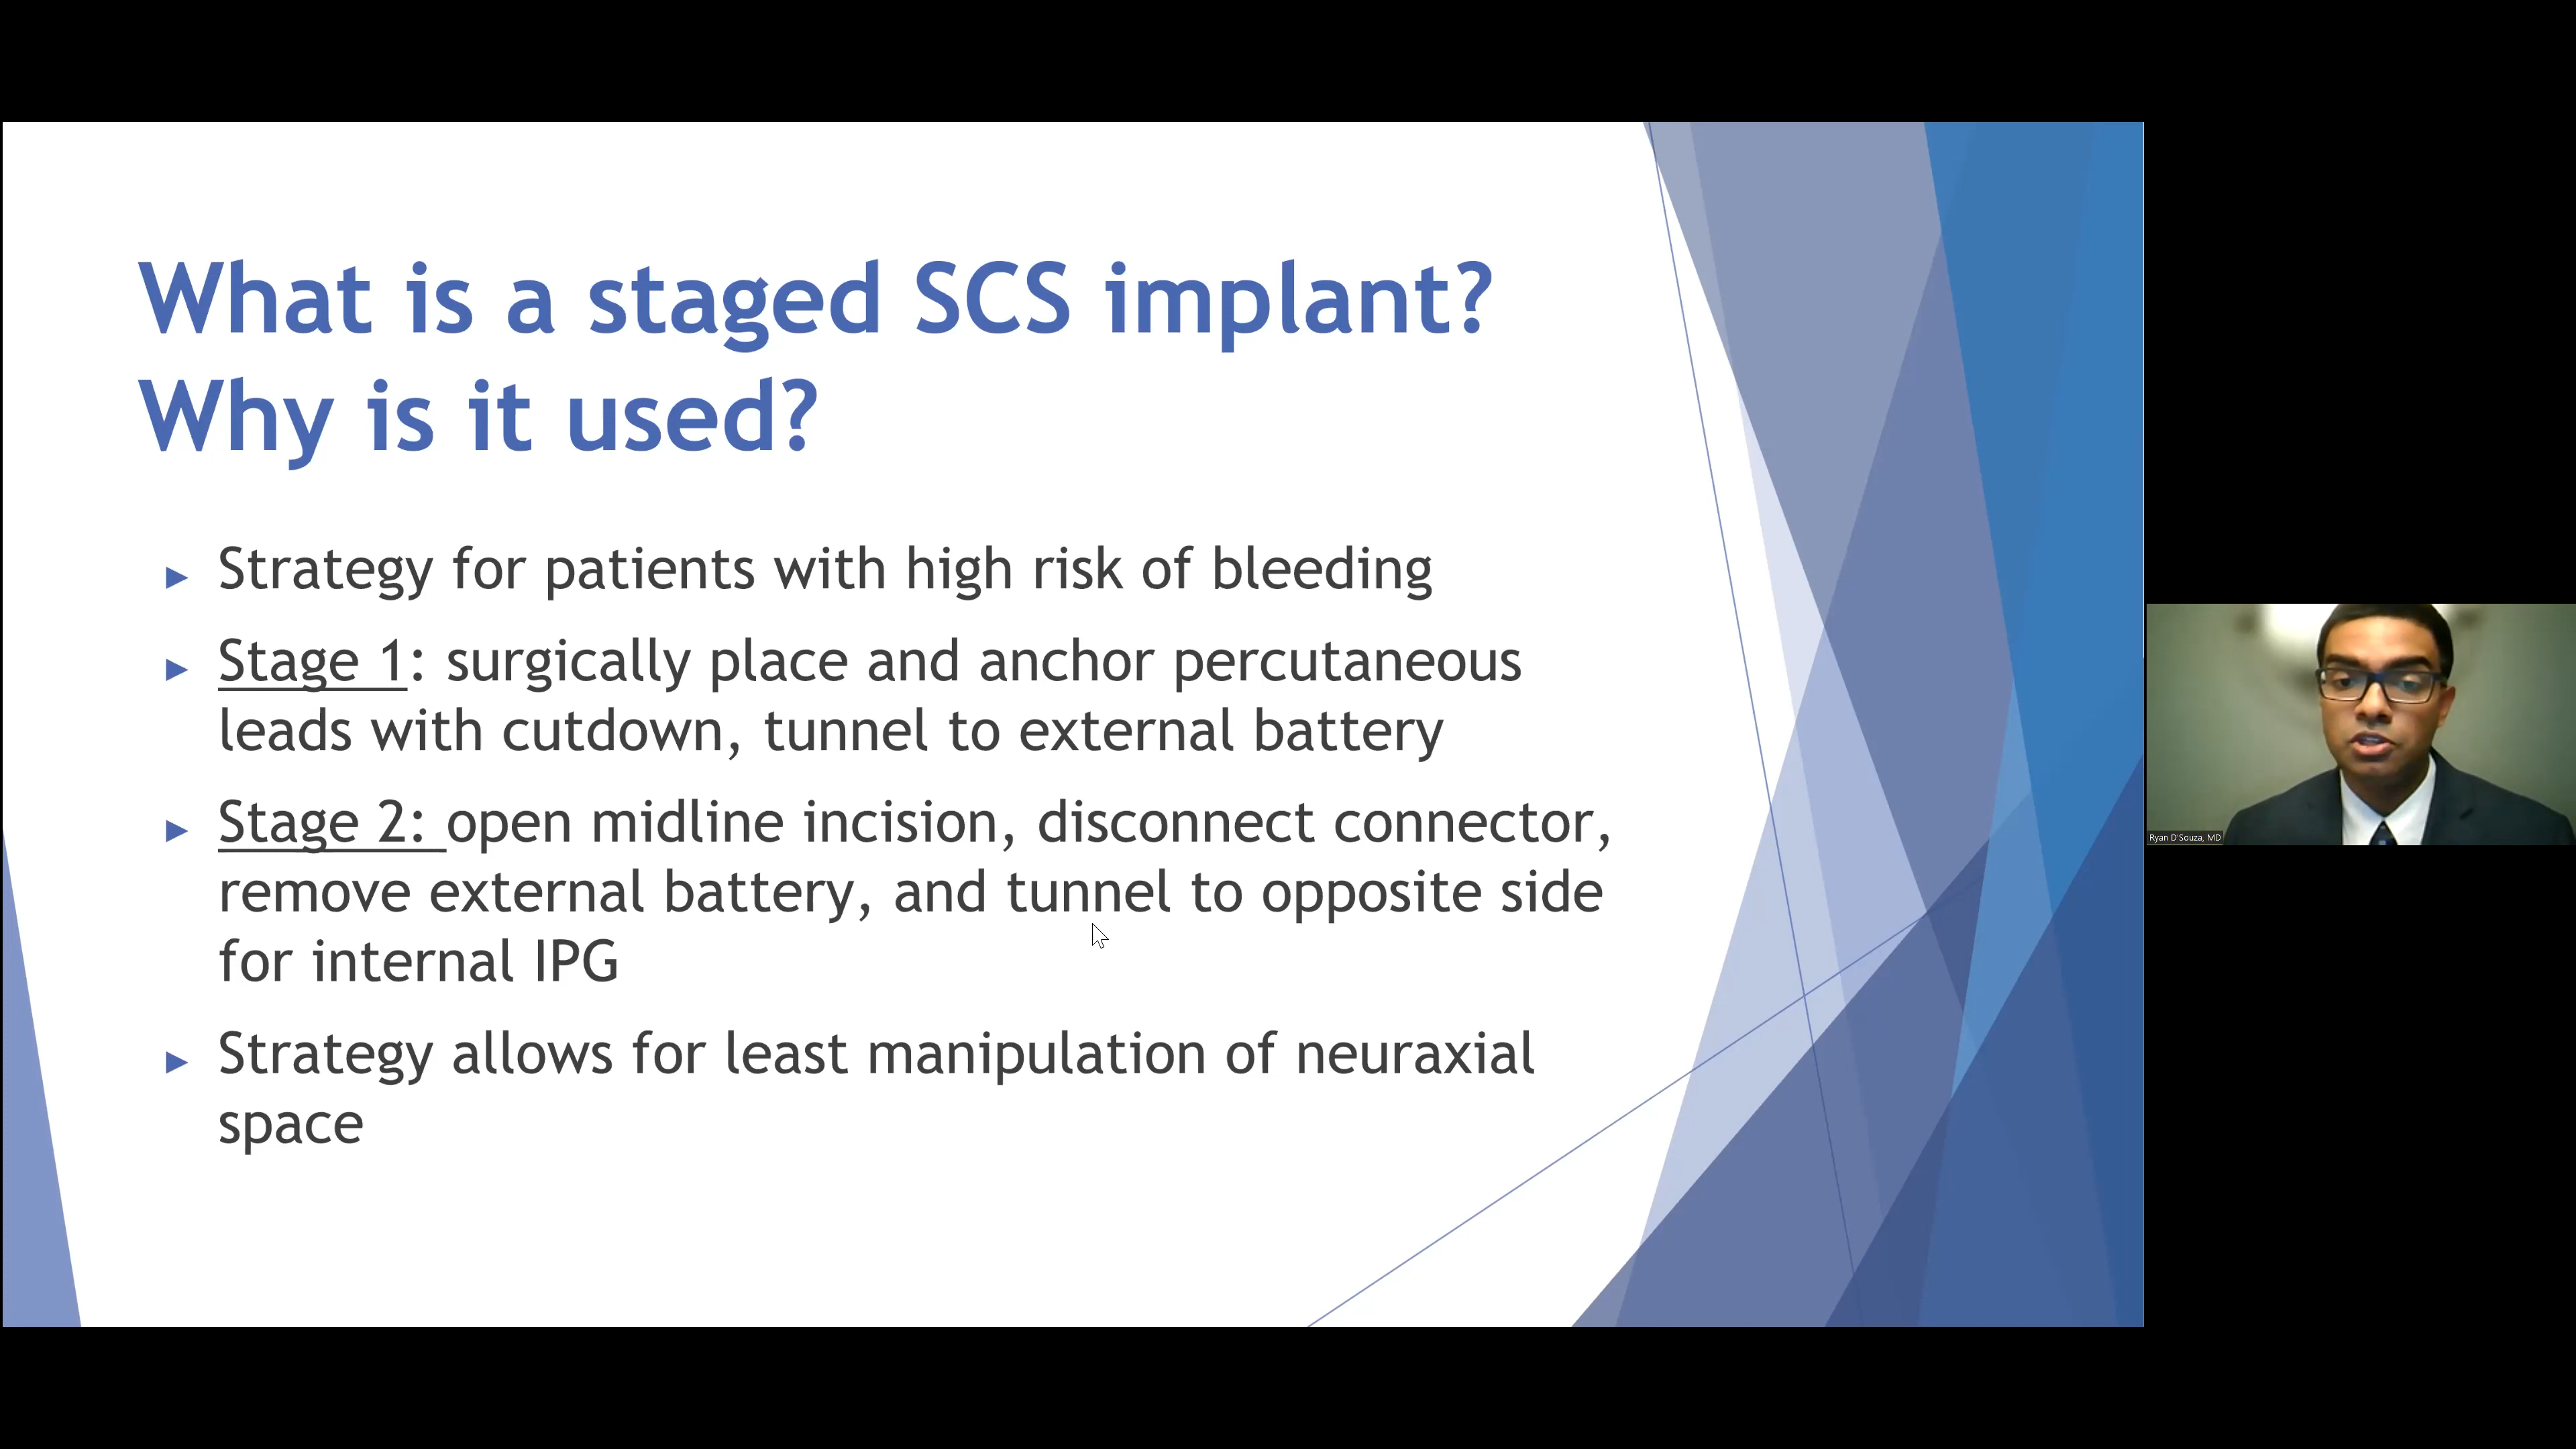 What is a staged SCS implant?
Why is it used?
► Strategy for patients with high risk of bleeding
► Stage 1: surgically place and anchor percutaneous
leads with cutdown, tunnel to external battery
► Stage 2: open midline incision, disconnect connector,
remove external battery, and tunnel to opposite side
for internal IPG
► Strategy allows for least manipulation of neuraxial
space
Ryan D'Souza, MD